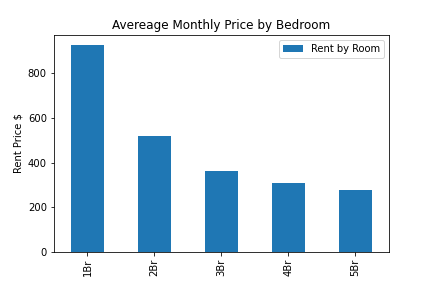 Avereage Monthly Price by Bedroom
Rent by Room
Rent Price $
800
600
400
200
0
1Br
2Br
3Br
4Br
5Br